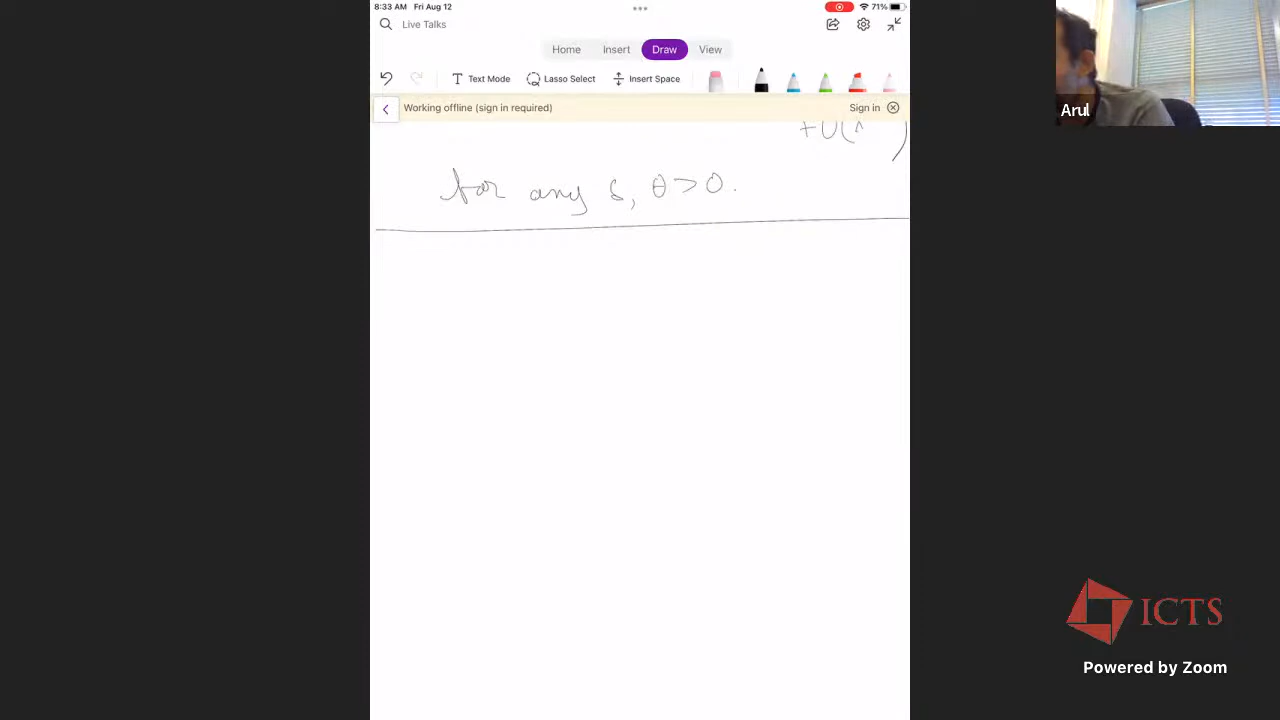 8:33 AM Fri Aug 12
71%
Live Talks
Home Insert Draw View
Text Mode Lasso Select Insert Space
Working offline (sign in required) Sign in
Arul
for any δ, θ > 0.
ICTS
Powered by Zoom